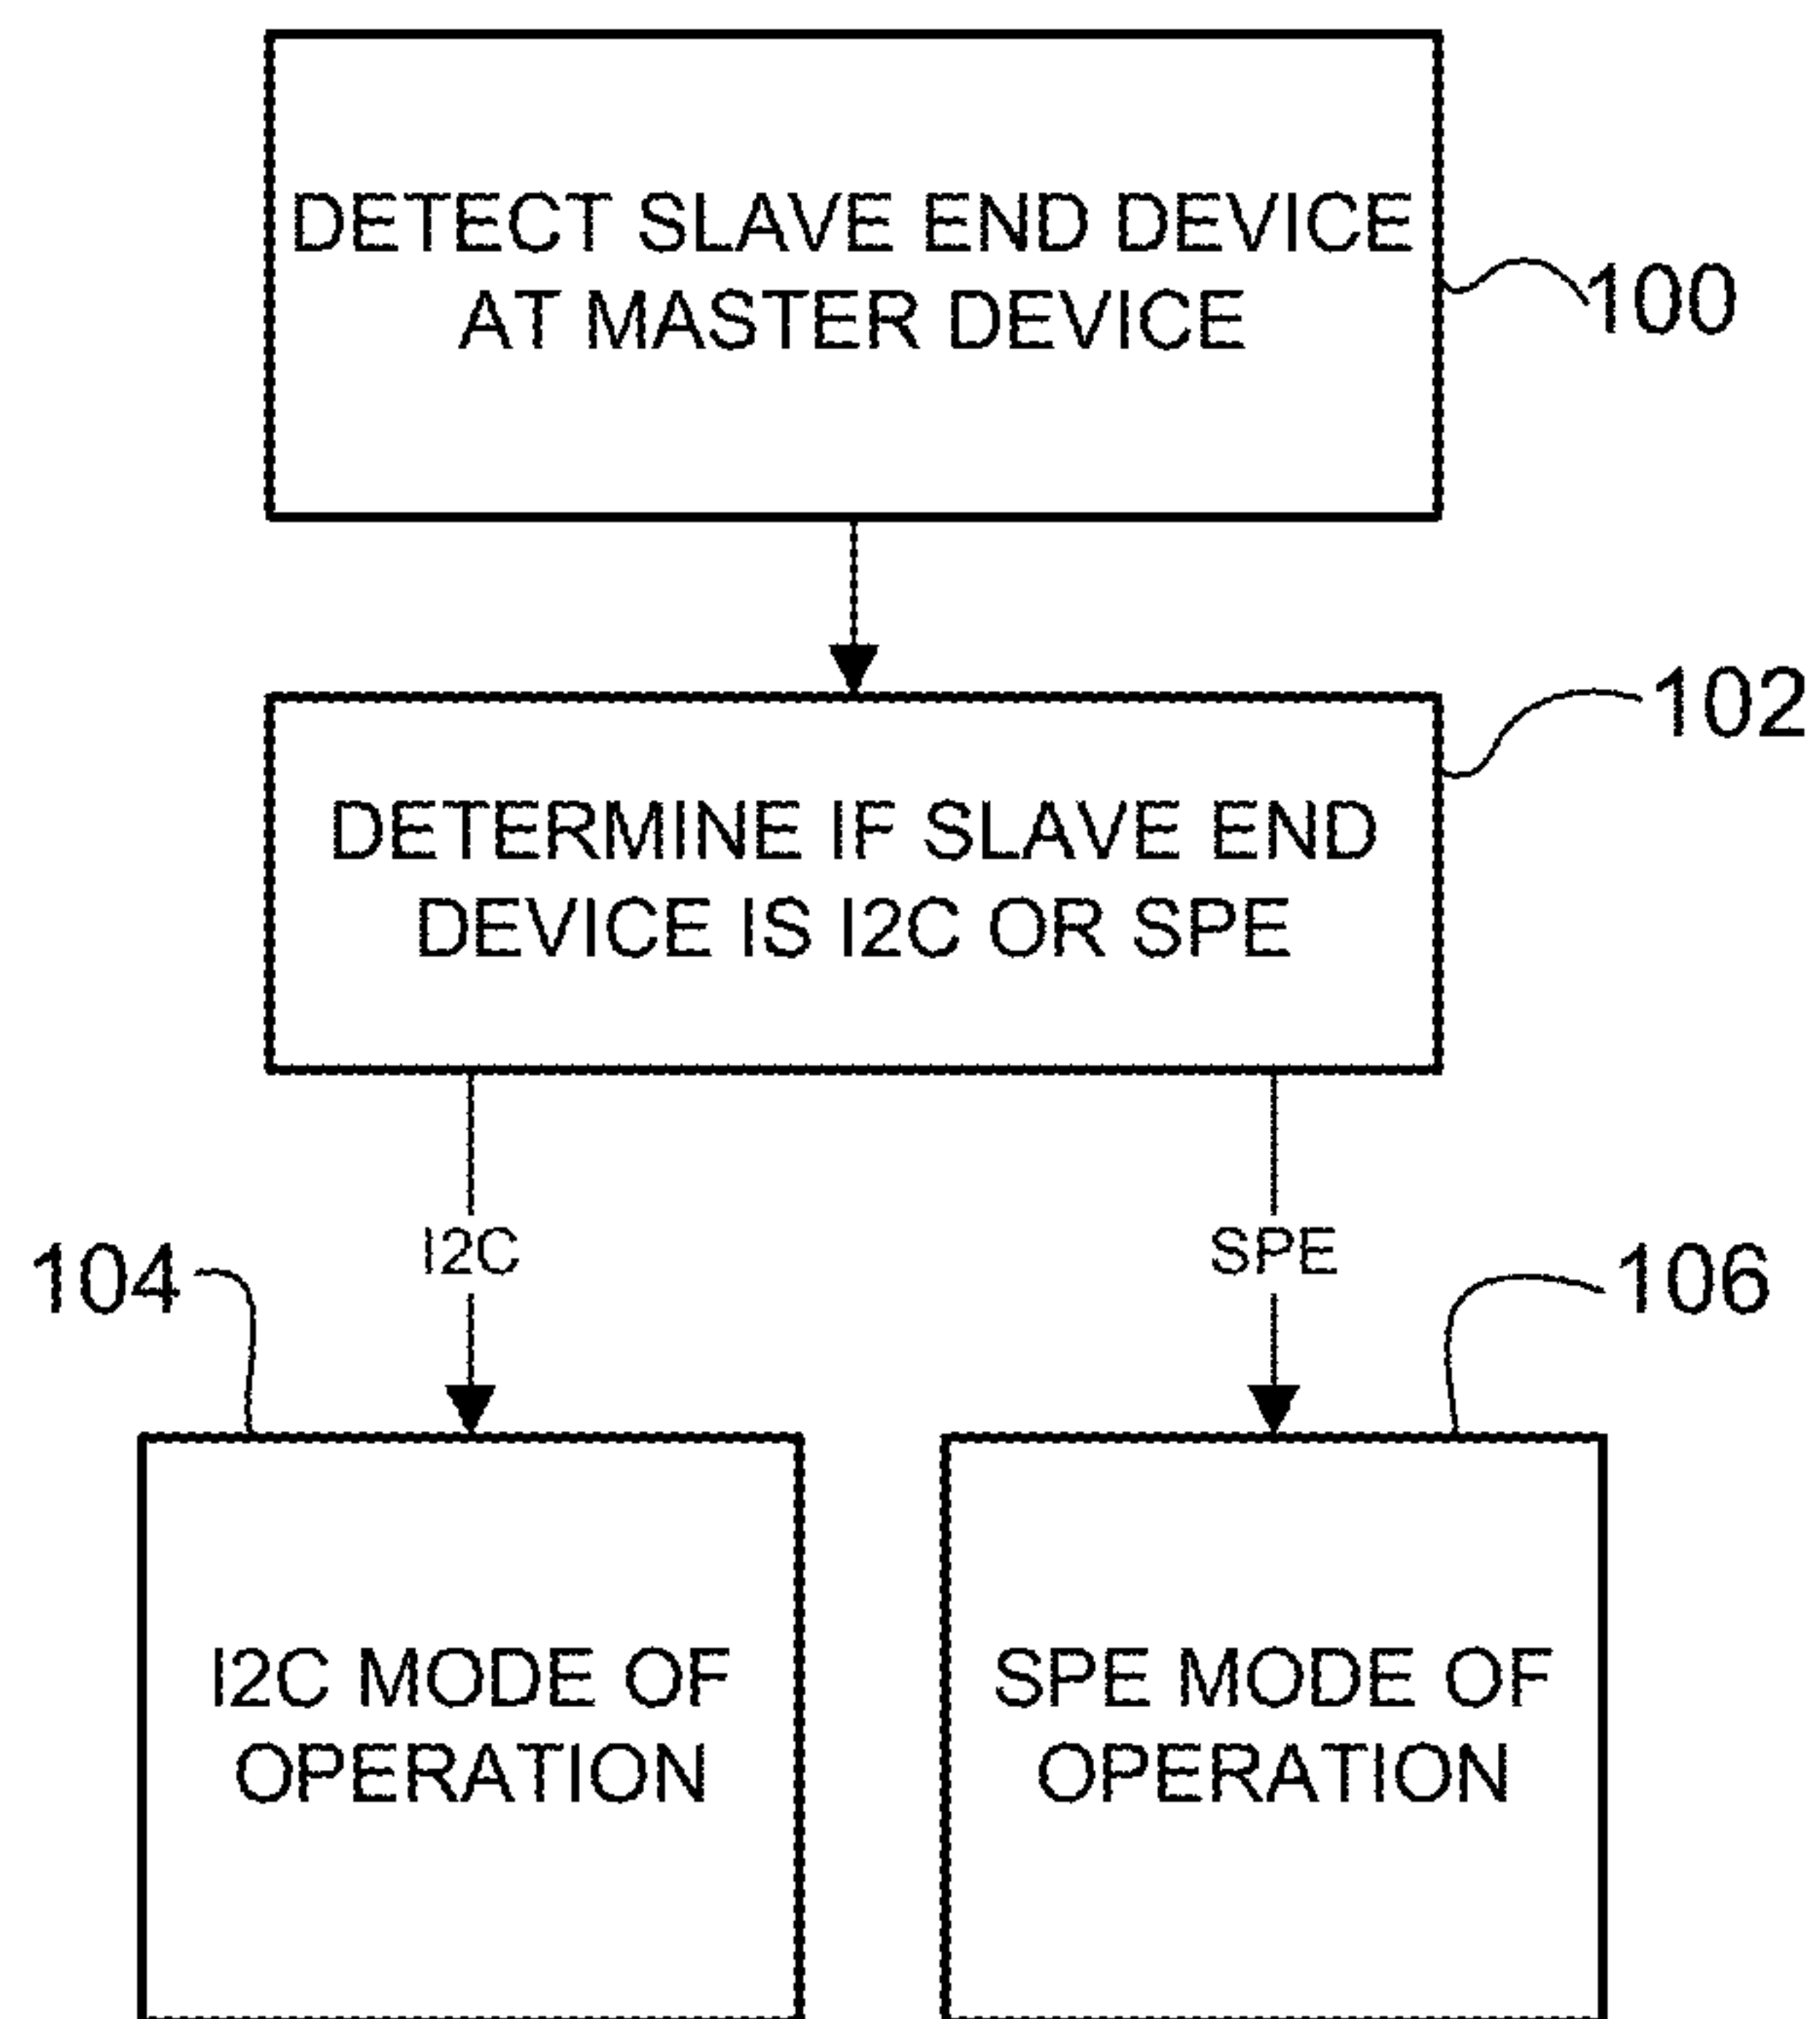 DETECT SLAVE END DEVICE
AT MASTER DEVICE
100
102
DETERMINE IF SLAVE END
DEVICE IS I2C OR SPE
I2C
SPE
104
106
I2C MODE OF
OPERATION
SPE MODE OF
OPERATION